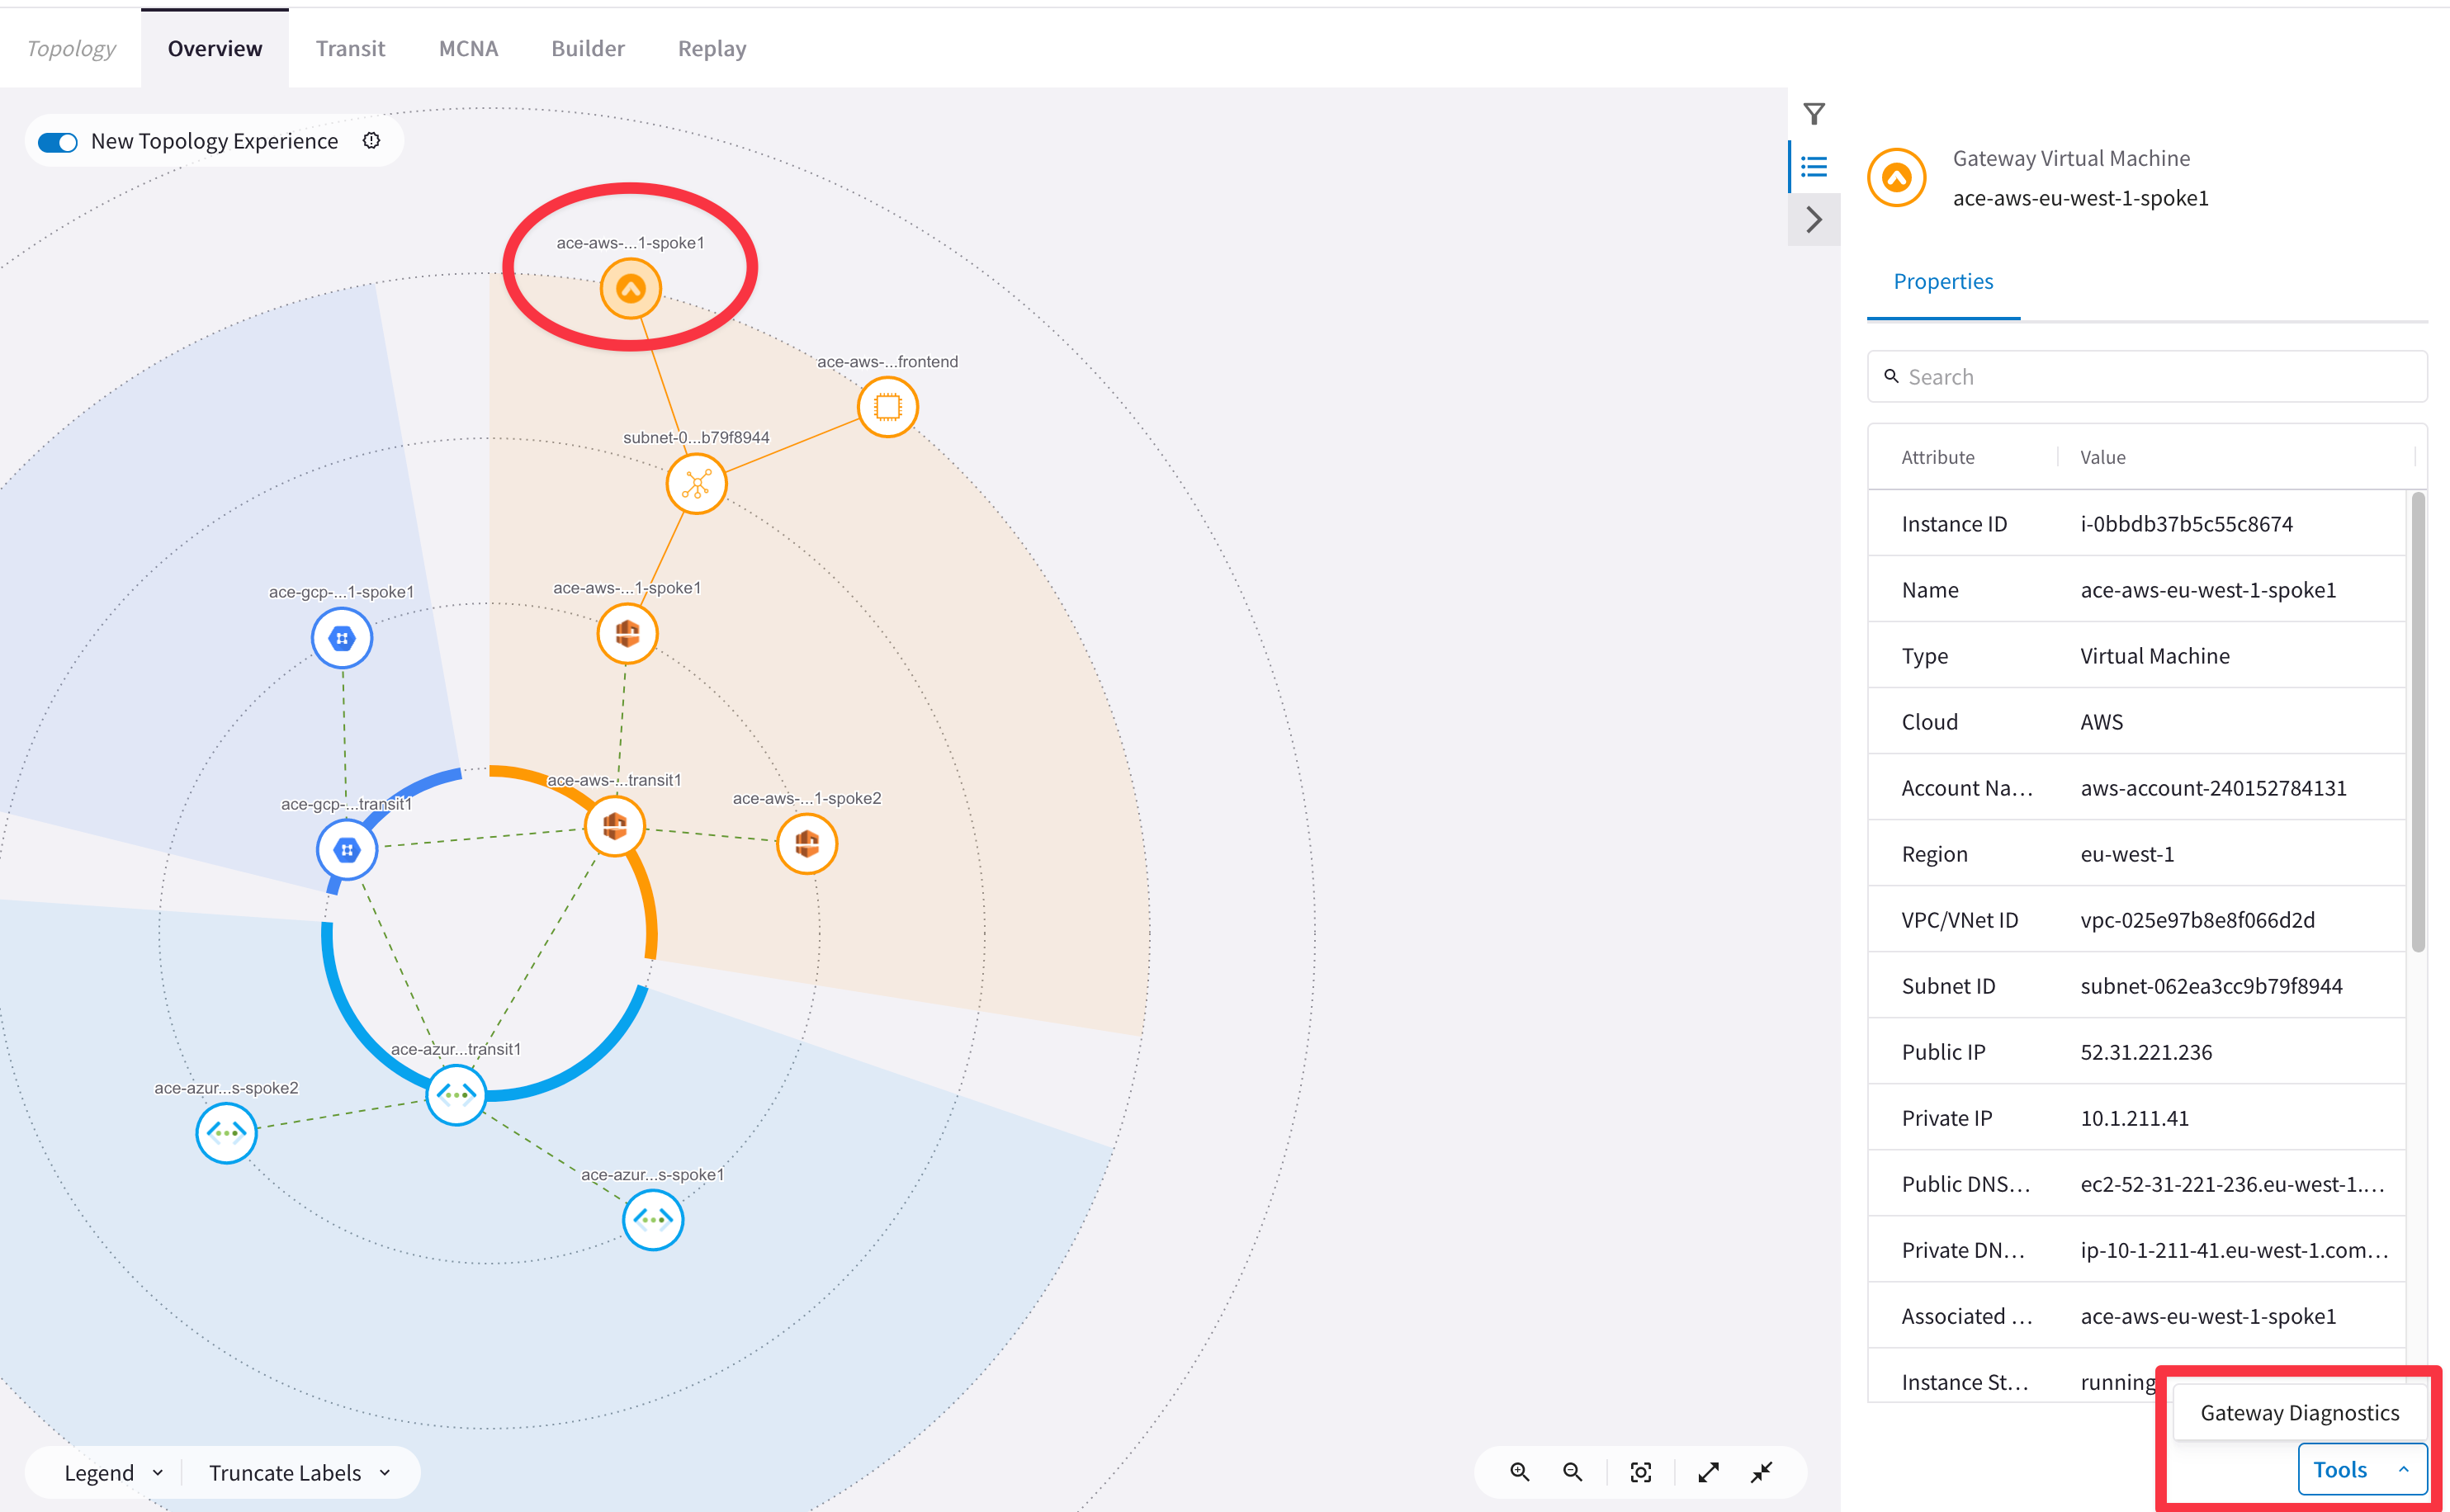 Topology
Overview
Transit
MCNA
Builder
Replay
New Topology Experience
ace-aws-...1-spoke1
ace-aws-...frontend
subnet-0...b79f8944
ace-gcp-...1-spoke1
ace-aws-...1-spoke1
ace-aws-...transit1
ace-gcp-...transit1
ace-aws-...1-spoke2
ace-azur...transit1
ace-azur...s-spoke2
ace-azur...s-spoke1
Legend
Truncate Labels
Gateway Virtual Machine
ace-aws-eu-west-1-spoke1
Properties
Search
Attribute Value
Instance ID i-0bbdb37b5c55c8674
Name ace-aws-eu-west-1-spoke1
Type Virtual Machine
Cloud AWS
Account Na... aws-account-240152784131
Region eu-west-1
VPC/VNet ID vpc-025e97b8e8f066d2d
Subnet ID subnet-062ea3cc9b79f8944
Public IP 52.31.221.236
Private IP 10.1.211.41
Public DNS... ec2-52-31-221-236.eu-west-1....
Private DN... ip-10-1-211-41.eu-west-1.com...
Associated ... ace-aws-eu-west-1-spoke1
Instance St... running
Gateway Diagnostics
Tools